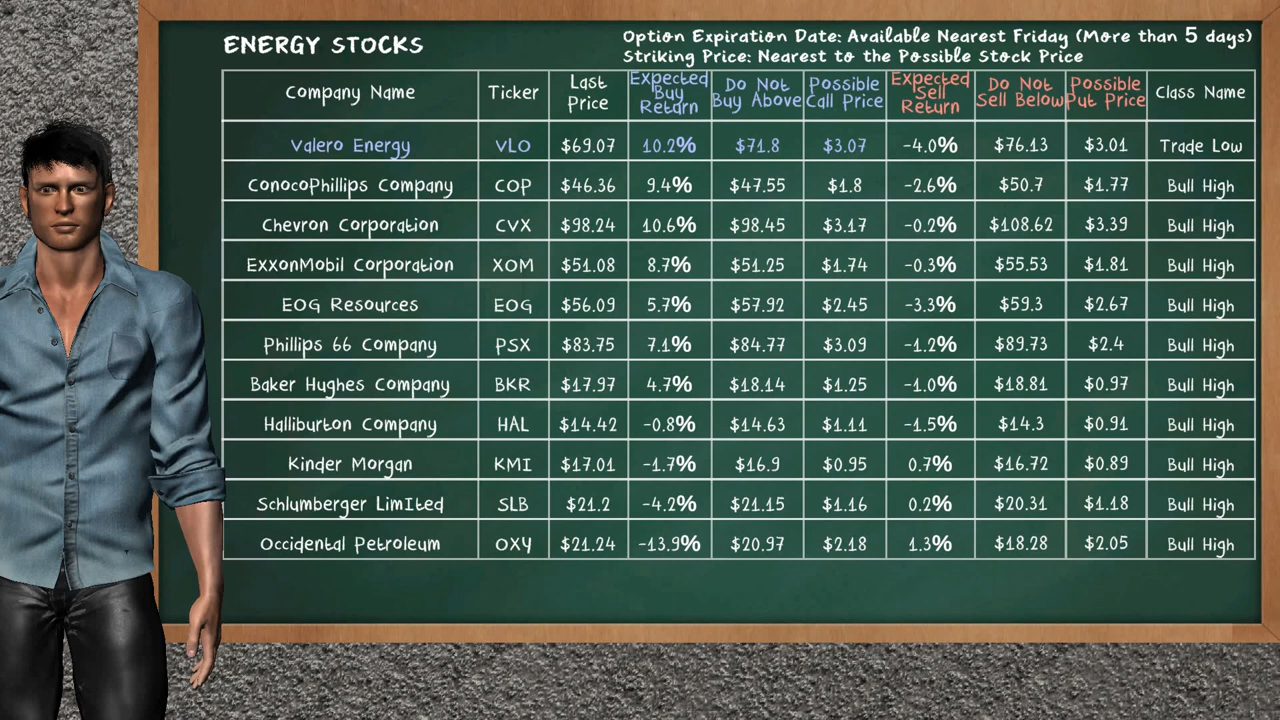 ENERGY STOCKS
Option Expiration Date: Available Nearest Friday (More than 5 days)
Striking Price: Nearest to the Possible Stock Price
Company Name Ticker Last Price Expected Buy Return Do Not Buy Above Possible Call Price Expected Sell Return Do Not Sell Below Possible Put Price Class Name
Valero Energy VLO $69.07 10.2% $71.8 $3.07 -4.0% $76.13 $3.01 Trade Low
ConocoPhillips Company COP $46.36 9.4% $47.55 $1.8 -2.6% $50.7 $1.77 Bull High
Chevron Corporation CVX $98.24 10.6% $98.45 $3.17 -0.2% $108.62 $3.39 Bull High
ExxonMobil Corporation XOM $51.08 8.7% $51.25 $1.74 -0.3% $55.53 $1.81 Bull High
EOG Resources EOG $56.09 5.7% $57.92 $2.45 -3.3% $59.3 $2.67 Bull High
Phillips 66 Company PSX $83.75 7.1% $84.77 $3.09 -1.2% $89.73 $2.4 Bull High
Baker Hughes Company BKR $17.97 4.7% $18.14 $1.25 -1.0% $18.81 $0.97 Bull High
Halliburton Company HAL $14.42 -0.8% $14.63 $1.11 -1.5% $14.3 $0.91 Bull High
Kinder Morgan KMI $17.01 -1.7% $16.9 $0.95 0.7% $16.72 $0.89 Bull High
Schlumberger LimIted SLB $21.2 -4.2% $21.15 $1.16 0.2% $20.31 $1.18 Bull High
Occidental Petroleum OXY $21.24 -13.9% $20.97 $2.18 1.3% $18.28 $2.05 Bull High